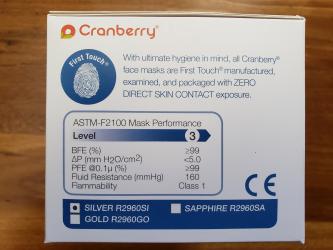 Cranberry®
First Touch®
With ultimate hygiene in mind, all Cranberry®
face masks are First Touch® manufactured,
examined, and packaged with ZERO
DIRECT SKIN CONTACT exposure.
ASTM-F2100 Mask Performance
Level 3
BFE (%) ≥99
ΔP (mm H2O/cm²) <5.0
PFE @0.1μ (%) ≥99
Fluid Resistance (mmHg) 160
Flammability Class 1
CE
SILVER R2960SI SAPPHIRE R2960SA
GOLD R2960GO